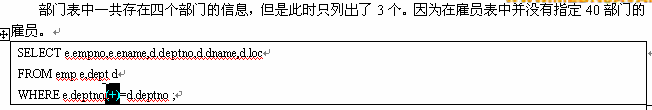 部门表中一共存在四个部门的信息，但是此时只列出了 3 个。因为在雇员表中并没有指定 40 部门的
雇员。
SELECT e.empno,e.ename,d.deptno,d.dname,d.loc
FROM emp e,dept d
WHERE e.deptno(+)=d.deptno ;